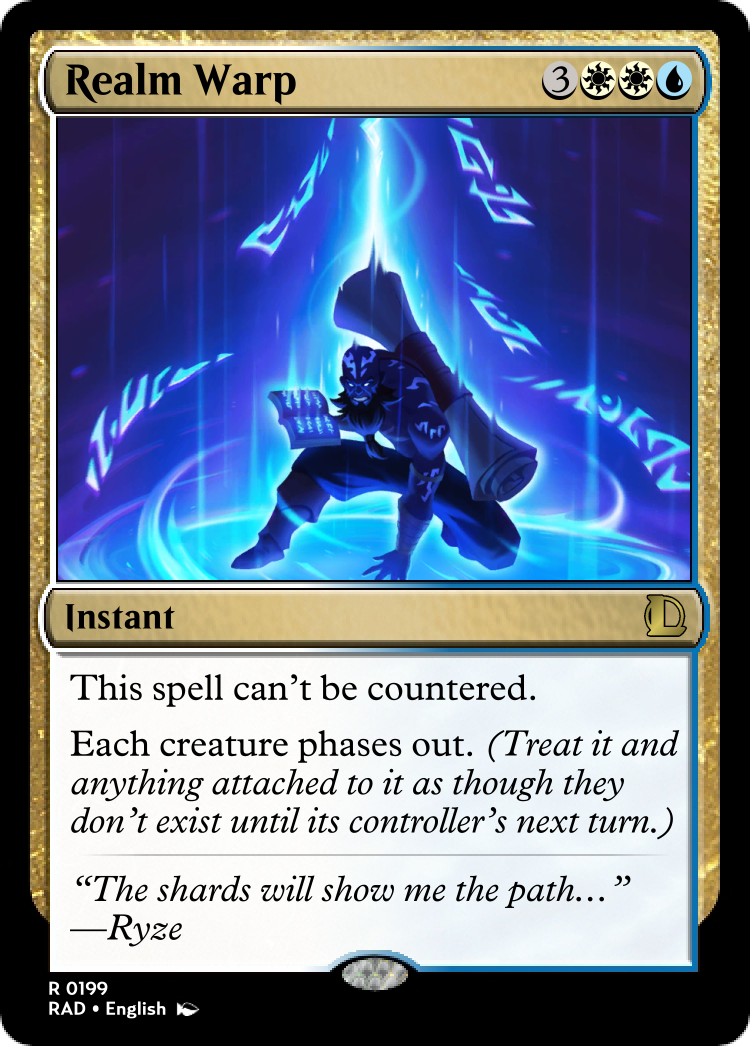 Realm Warp 3
Instant
This spell can't be countered.
Each creature phases out. (Treat it and
anything attached to it as though they
don't exist until its controller's next turn.)
“The shards will show me the path…”
—Ryze
R 0199
RAD • English